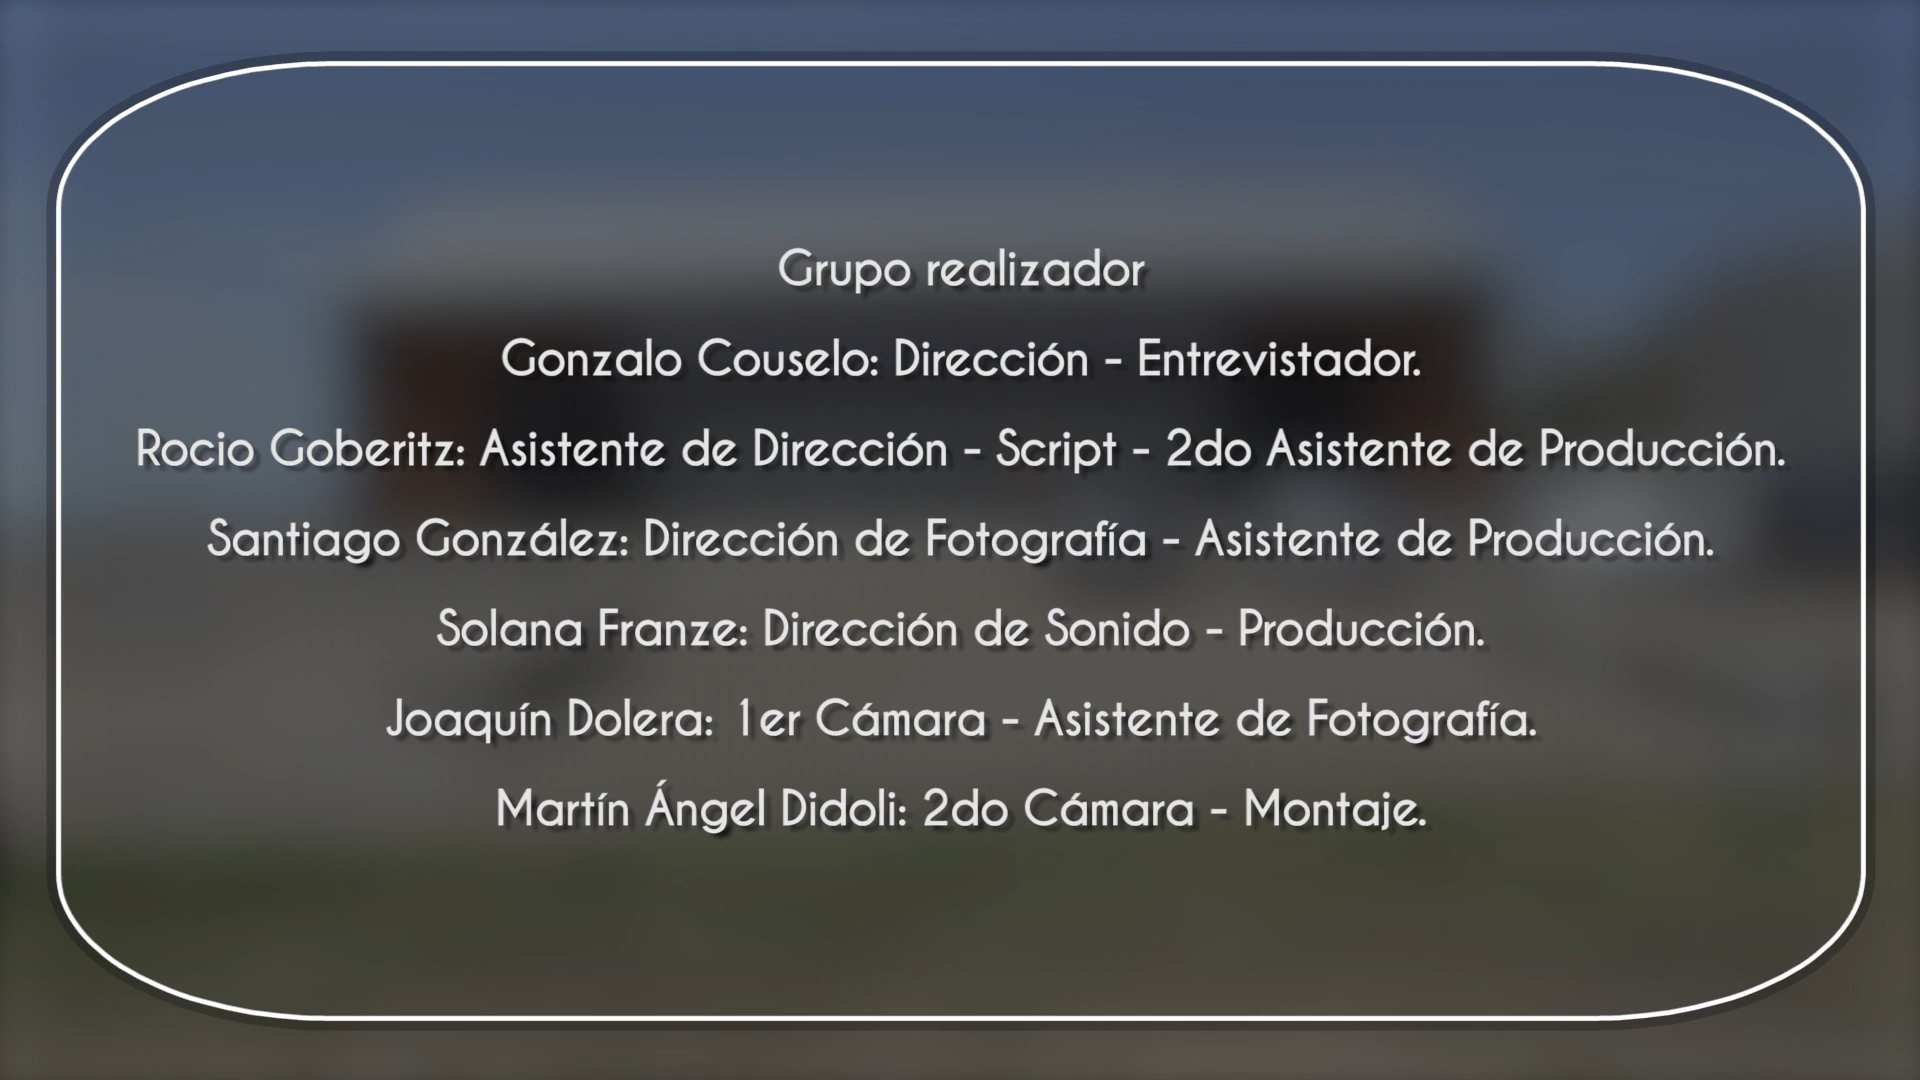 Grupo realizador
Gonzalo Couselo: Dirección - Entrevistador.
Rocio Goberitz: Asistente de Dirección - Script - 2do Asistente de Producción.
Santiago González: Dirección de Fotografía - Asistente de Producción.
Solana Franze: Dirección de Sonido - Producción.
Joaquín Dolera: 1er Cámara - Asistente de Fotografía.
Martín Ángel Didoli: 2do Cámara - Montaje.